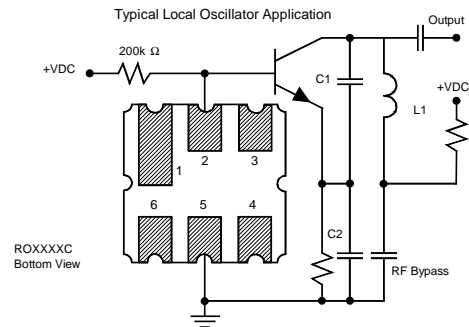 Typical Local Oscillator Application
Output
200k Ω
+VDC
C1
+VDC
L1
1
2
3
6
5
4
C2
ROXXXXC
Bottom View
RF Bypass